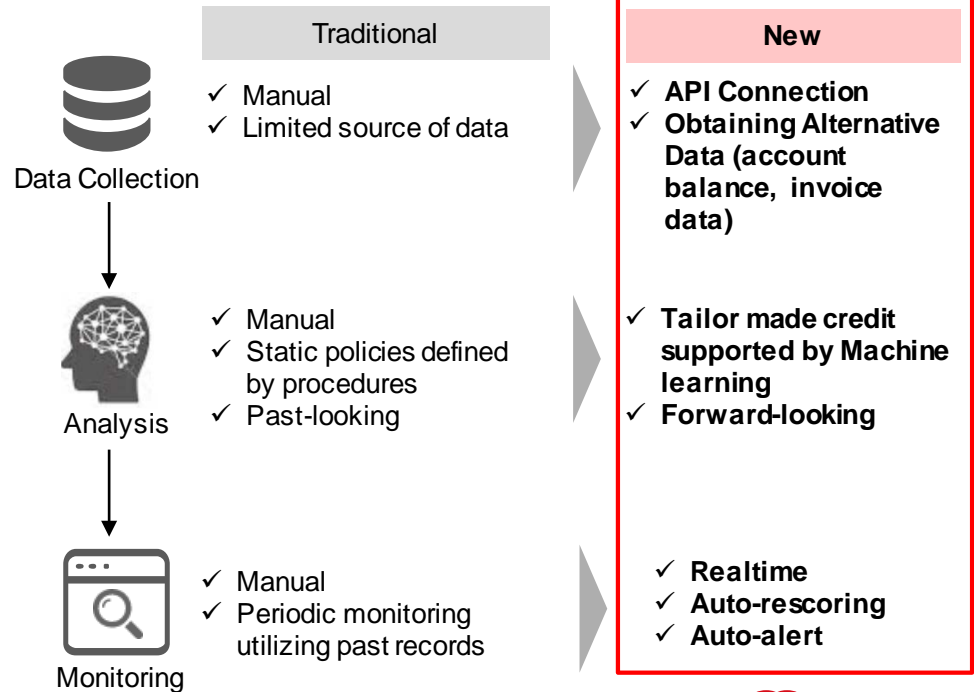 Traditional
New
Data Collection
✓ Manual
✓ Limited source of data
✓ API Connection
✓ Obtaining Alternative
Data (account
balance, invoice
data)
Analysis
✓ Manual
✓ Static policies defined
by procedures
✓ Past-looking
✓ Tailor made credit
supported by Machine
learning
✓ Forward-looking
Monitoring
✓ Manual
✓ Periodic monitoring
utilizing past records
✓ Realtime
✓ Auto-rescoring
✓ Auto-alert